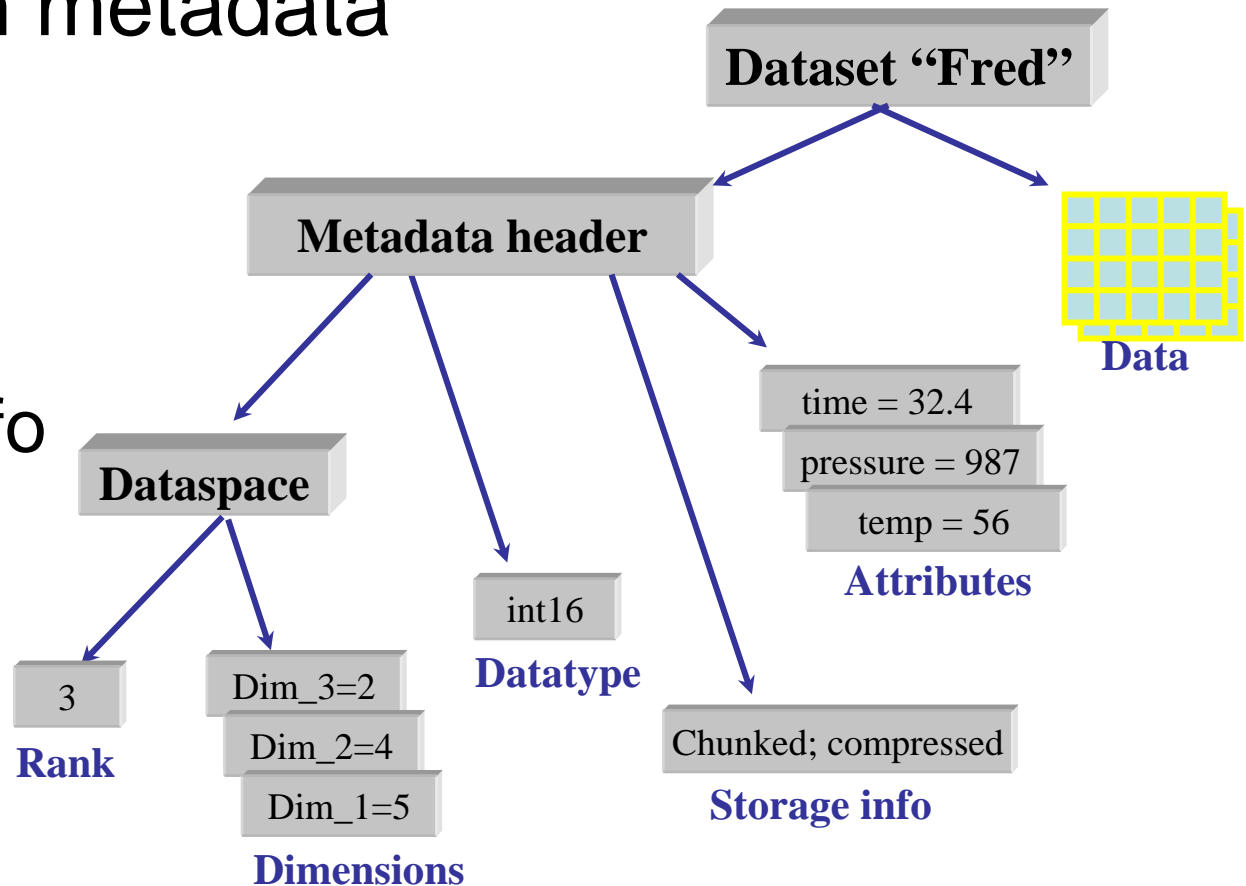 metadata
Dataset “Fred”
Metadata header
Data
time = 32.4
pressure = 987
temp = 56
Attributes
Dataspace
int16
Datatype
3
Rank
Dim_3=2
Dim_2=4
Dim_1=5
Dimensions
Chunked; compressed
Storage info